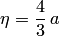 η = 4/3 a